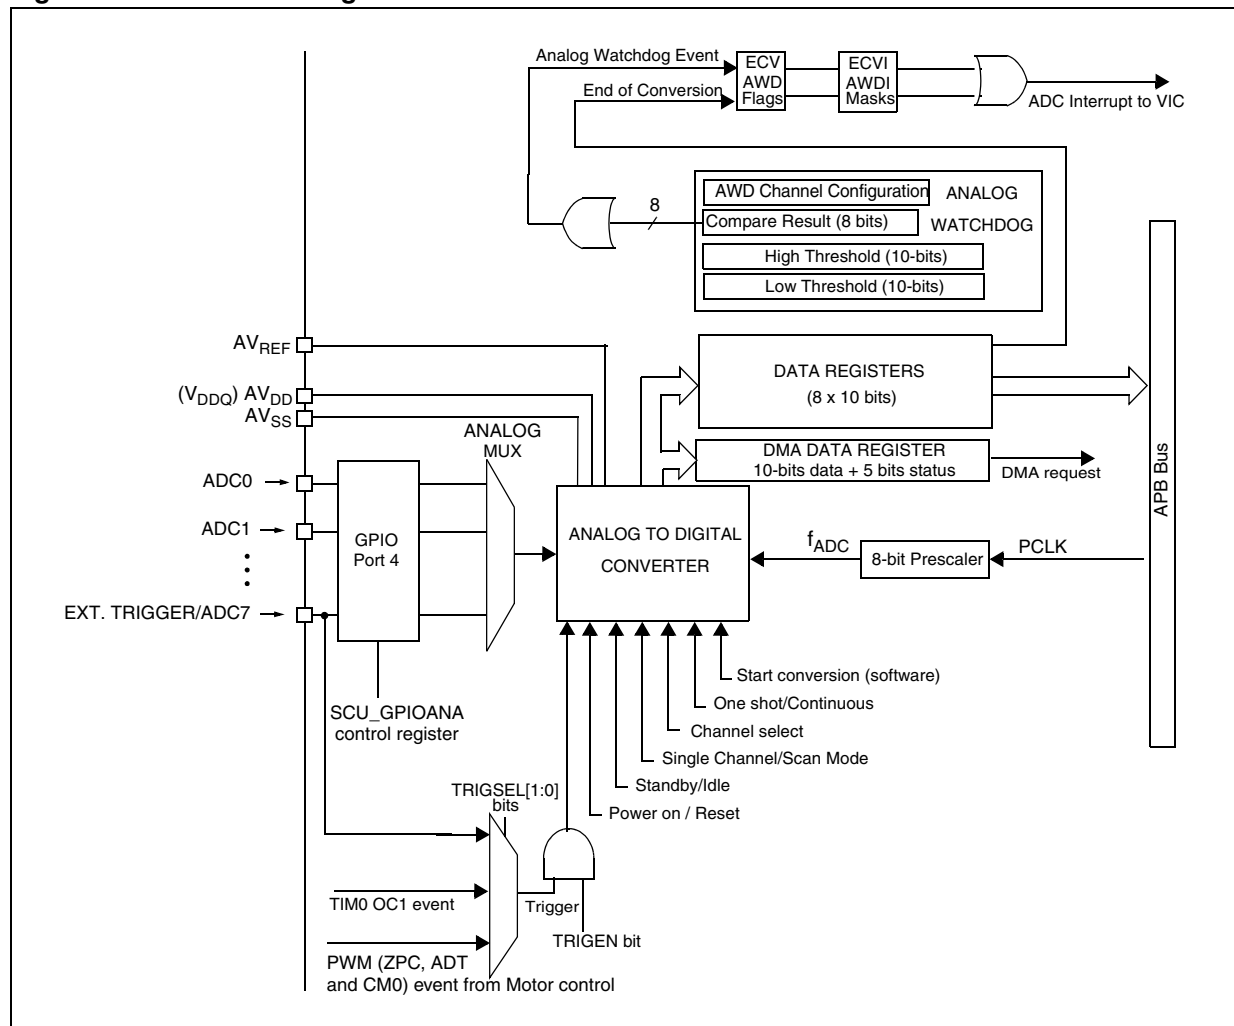 Analog Watchdog Event
End of Conversion
ECV
AWD
Flags
ECVI
AWDI
Masks
ADC Interrupt to VIC
8
AWD Channel Configuration
Compare Result (8 bits)
High Threshold (10-bits)
Low Threshold (10-bits)
ANALOG
WATCHDOG
AVREF
(VDDQ) AVDD
AVSS
ANALOG
MUX
ADC0
ADC1
EXT. TRIGGER/ADC7
GPIO
Port 4
SCU_GPIOANA
control register
DATA REGISTERS
(8 x 10 bits)
DMA DATA REGISTER
10-bits data + 5 bits status
DMA request
ANALOG TO DIGITAL
CONVERTER
fADC
8-bit Prescaler
PCLK
APB Bus
Start conversion (software)
One shot/Continuous
Channel select
Single Channel/Scan Mode
Standby/Idle
Power on / Reset
TRIGSEL[1:0]
bits
TIM0 OC1 event
Trigger
TRIGEN bit
PWM (ZPC, ADT
and CM0) event from Motor control